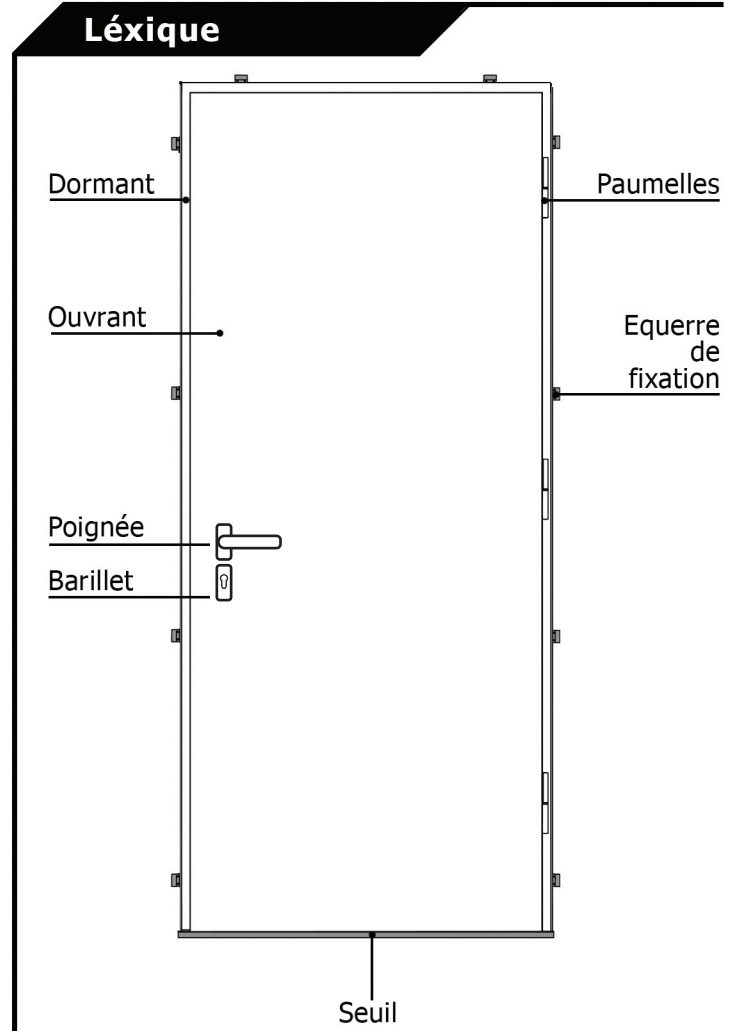 Léxique
Dormant
Paumelles
Ouvrant
Equerre
de
fixation
Poignée
Barillet
Seuil